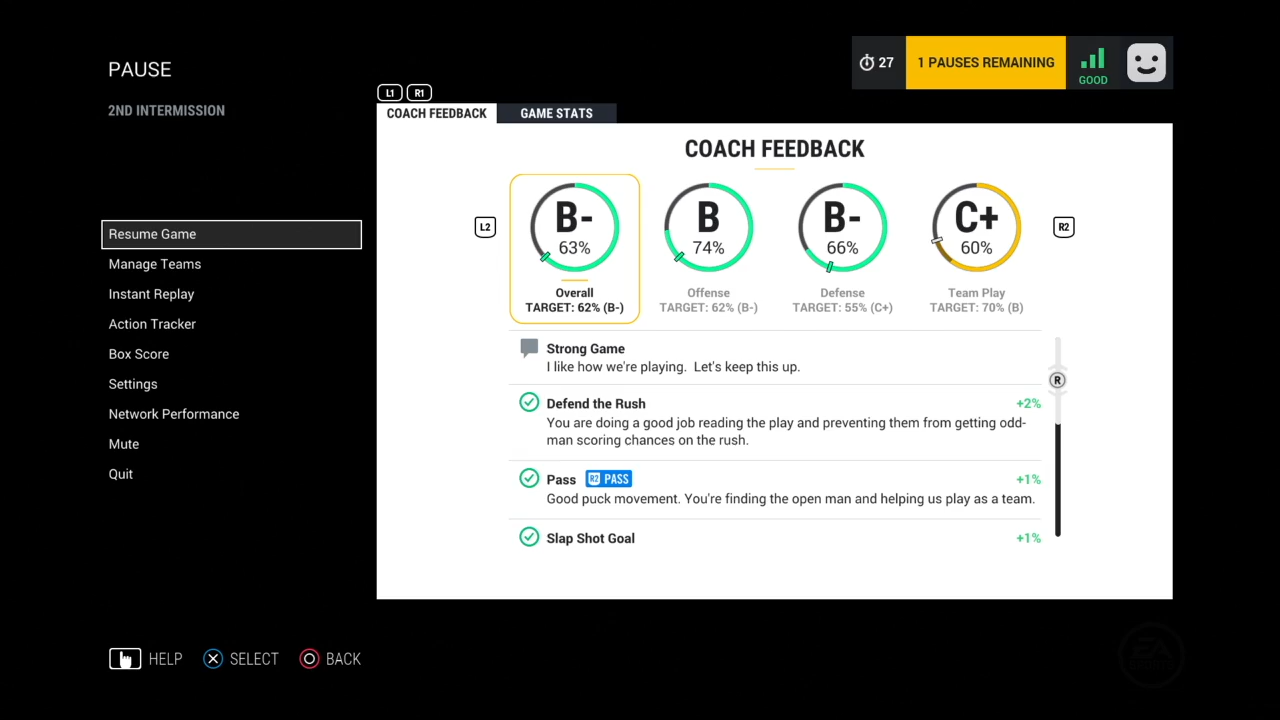 PAUSE
2ND INTERMISSION
27
1 PAUSES REMAINING
GOOD
L1 R1
COACH FEEDBACK
GAME STATS
Resume Game
Manage Teams
Instant Replay
Action Tracker
Box Score
Settings
Network Performance
Mute
Quit
COACH FEEDBACK
L2
B-
63%
Overall
TARGET: 62% (B-)
B
74%
Offense
TARGET: 62% (B-)
B-
66%
Defense
TARGET: 55% (C+)
C+
60%
Team Play
TARGET: 70% (B)
R2
Strong Game
I like how we're playing. Let's keep this up.
R
Defend the Rush +2%
You are doing a good job reading the play and preventing them from getting odd-
man scoring chances on the rush.
Pass R2 PASS +1%
Good puck movement. You're finding the open man and helping us play as a team.
Slap Shot Goal +1%
HELP SELECT BACK
EA
SPORTS